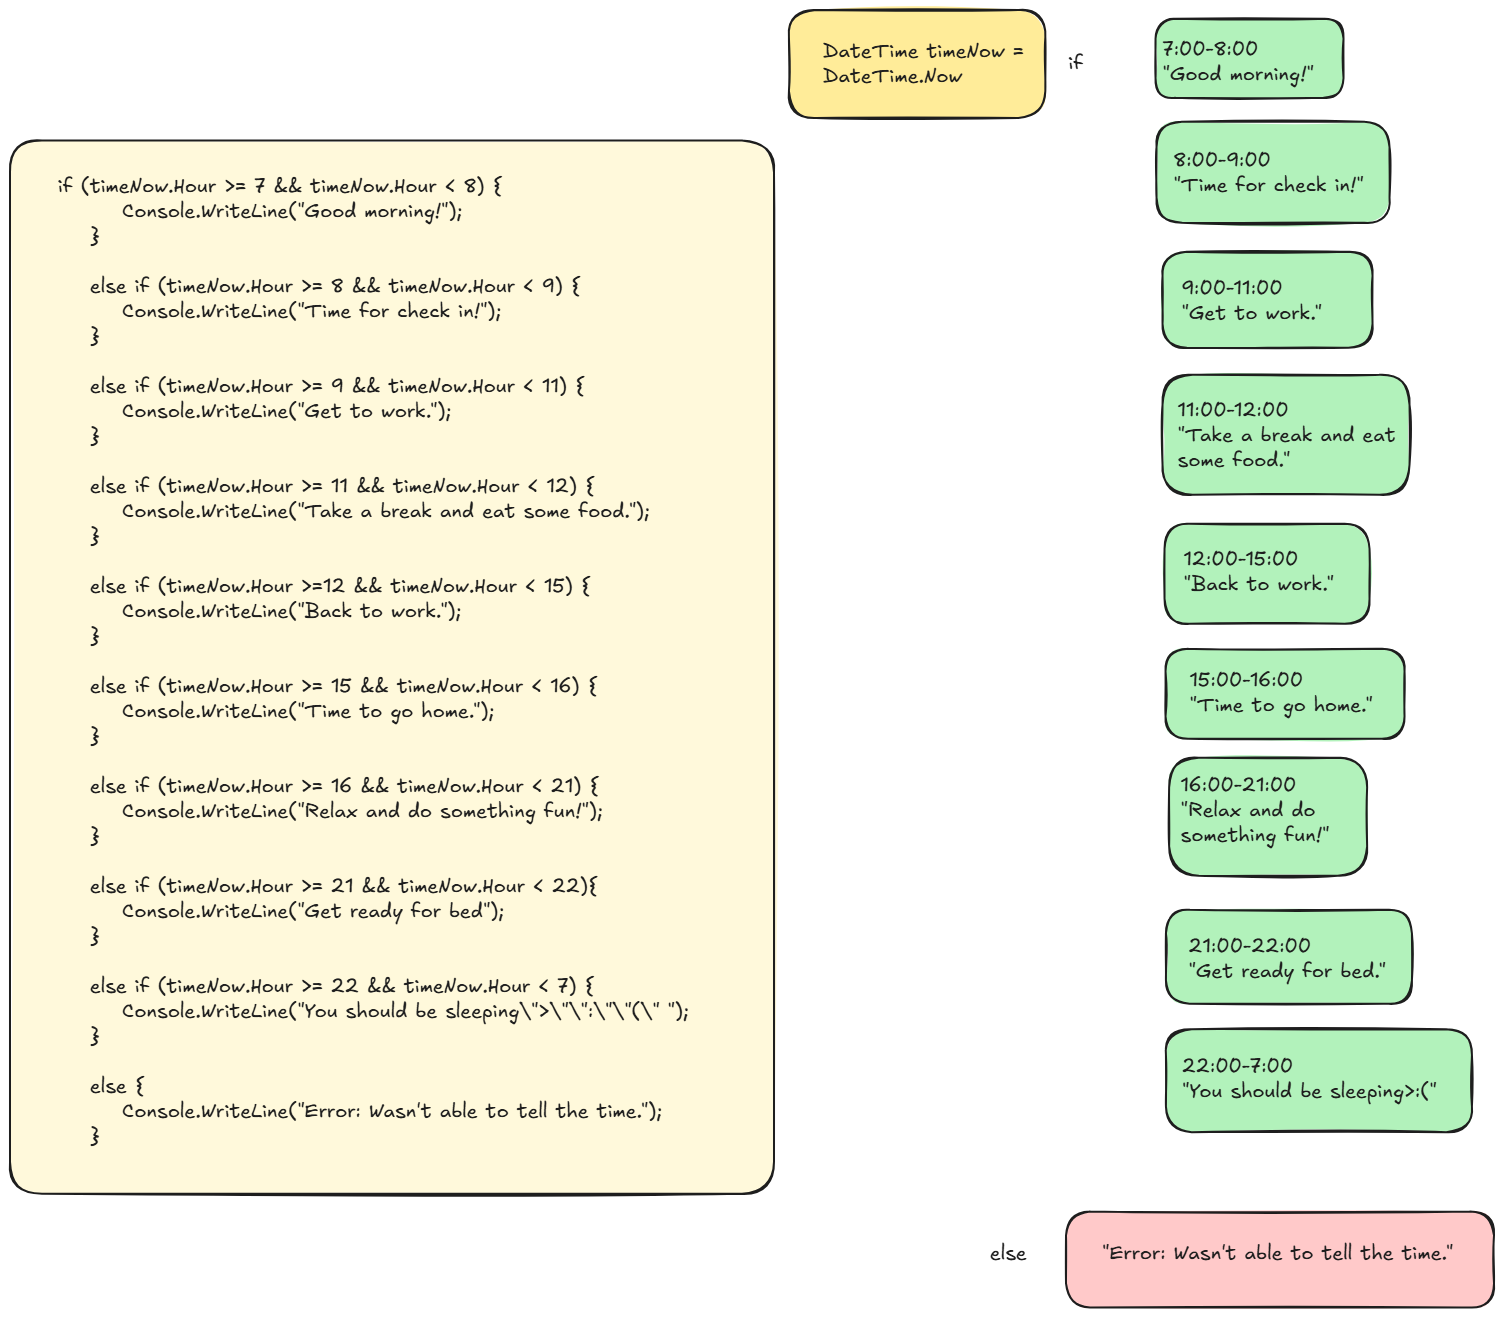 DateTime timeNow =
DateTime.Now
if
7:00-8:00
"Good morning!"
8:00-9:00
"Time for check in!"
9:00-11:00
"Get to work."
11:00-12:00
"Take a break and eat
some food."
12:00-15:00
"Back to work."
15:00-16:00
"Time to go home."
16:00-21:00
"Relax and do
something fun!"
21:00-22:00
"Get ready for bed."
22:00-7:00
"You should be sleeping>:("
else
"Error: Wasn't able to tell the time."
if (timeNow.Hour >= 7 && timeNow.Hour < 8) {
Console.WriteLine("Good morning!");
}
else if (timeNow.Hour >= 8 && timeNow.Hour < 9) {
Console.WriteLine("Time for check in!");
}
else if (timeNow.Hour >= 9 && timeNow.Hour < 11) {
Console.WriteLine("Get to work.");
}
else if (timeNow.Hour >= 11 && timeNow.Hour < 12) {
Console.WriteLine("Take a break and eat some food.");
}
else if (timeNow.Hour >=12 && timeNow.Hour < 15) {
Console.WriteLine("Back to work.");
}
else if (timeNow.Hour >= 15 && timeNow.Hour < 16) {
Console.WriteLine("Time to go home.");
}
else if (timeNow.Hour >= 16 && timeNow.Hour < 21) {
Console.WriteLine("Relax and do something fun!");
}
else if (timeNow.Hour >= 21 && timeNow.Hour < 22){
Console.WriteLine("Get ready for bed");
}
else if (timeNow.Hour >= 22 && timeNow.Hour < 7) {
Console.WriteLine("You should be sleeping\">\"\":\"\"(\" ");
}
else {
Console.WriteLine("Error: Wasn't able to tell the time.");
}